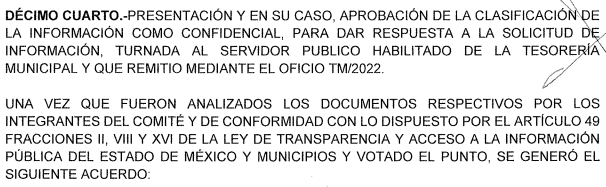 DÉCIMO CUARTO.-PRESENTACIÓN Y EN SU CASO, APROBACIÓN DE LA CLASIFICACIÓN DE
LA INFORMACIÓN COMO CONFIDENCIAL, PARA DAR RESPUESTA A LA SOLICITUD DE
INFORMACIÓN, TURNADA AL SERVIDOR PUBLICO HABILITADO DE LA TESORERÍA
MUNICIPAL Y QUE REMITIO MEDIANTE EL OFICIO TM/2022.
UNA VEZ QUE FUERON ANALIZADOS LOS DOCUMENTOS RESPECTIVOS POR LOS
INTEGRANTES DEL COMITÉ Y DE CONFORMIDAD CON LO DISPUESTO POR EL ARTÍCULO 49
FRACCIONES II, VIII Y XVI DE LA LEY DE TRANSPARENCIA Y ACCESO A LA INFORMACIÓN
PÚBLICA DEL ESTADO DE MÉXICO Y MUNICIPIOS Y VOTADO EL PUNTO, SE GENERÓ EL
SIGUIENTE ACUERDO: